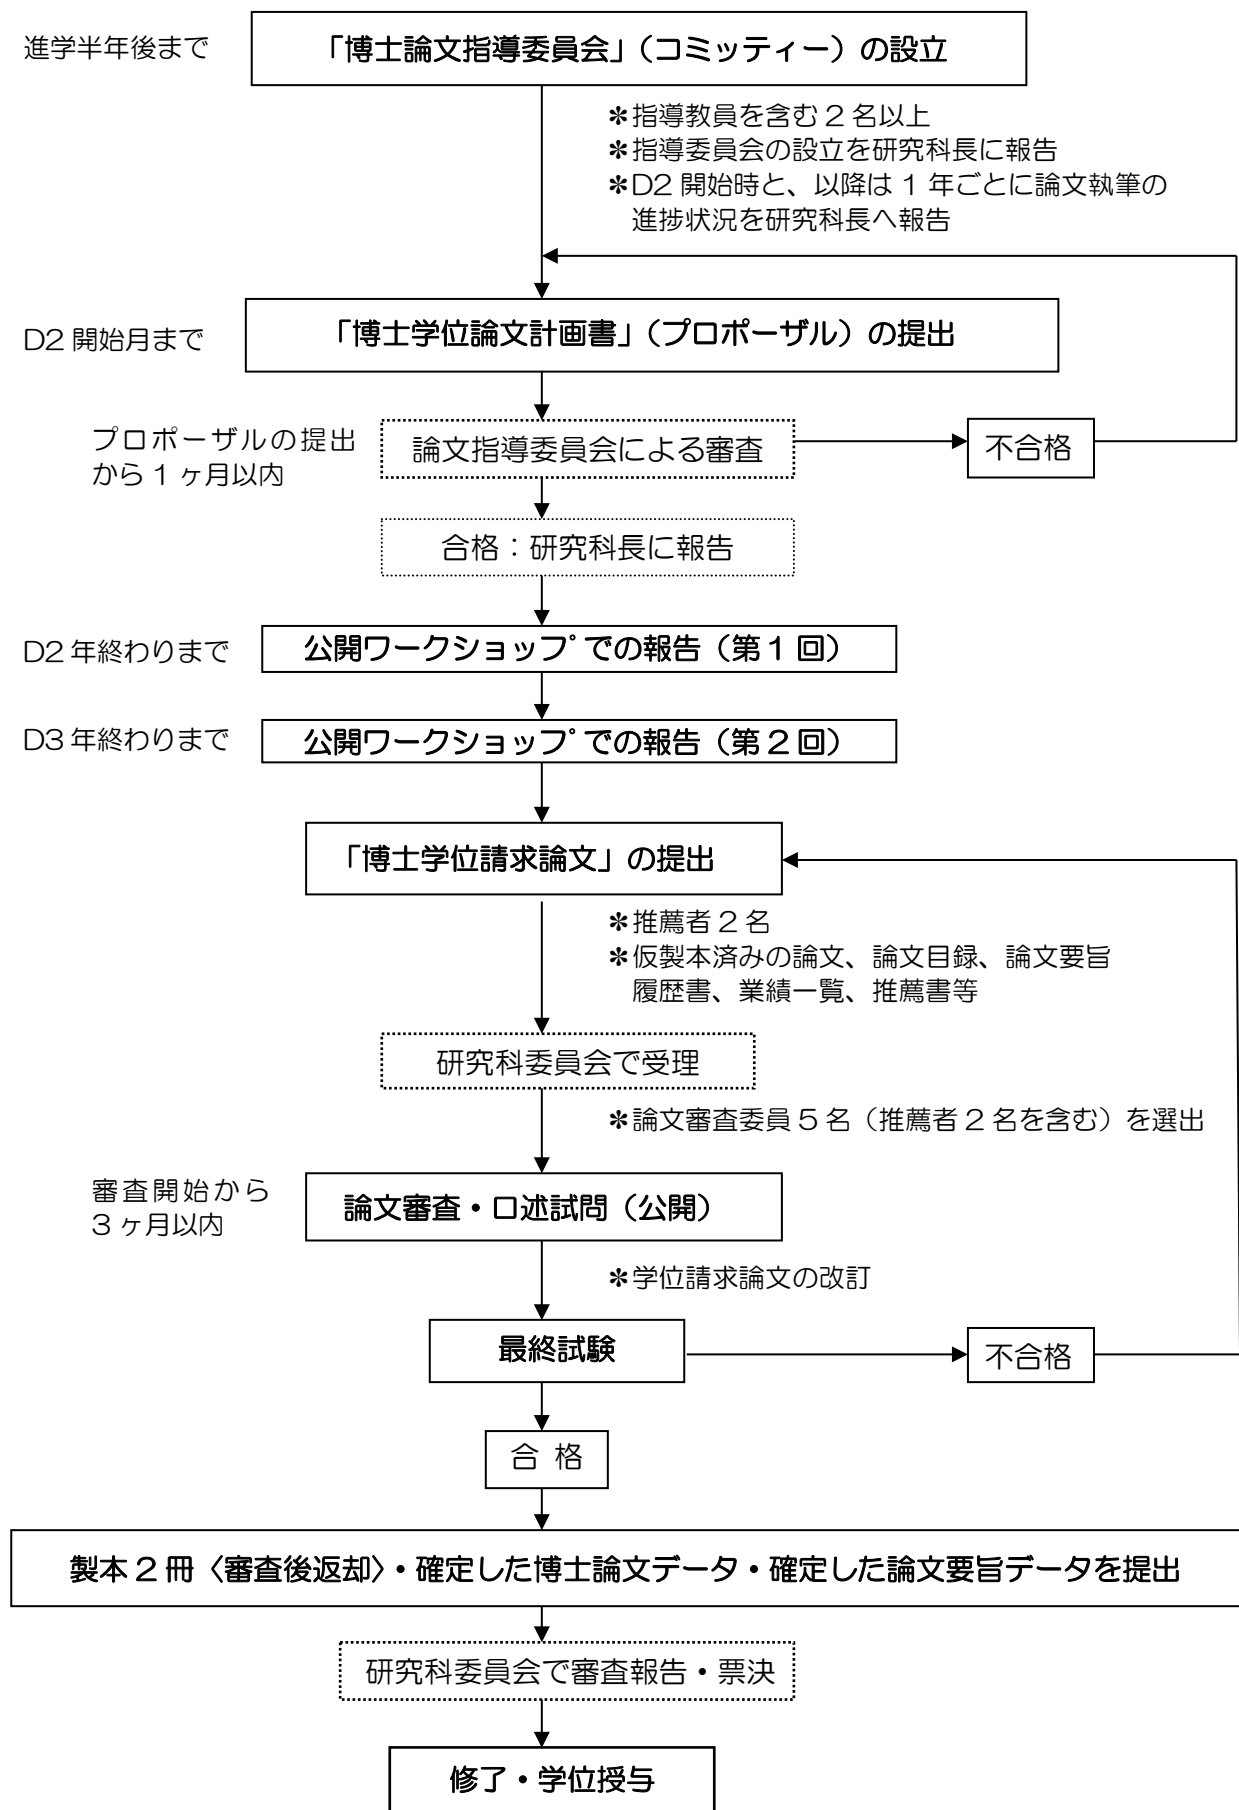 進学半年後まで
「博士論文指導委員会」（コミッティー）の設立
＊指導教員を含む２名以上
＊指導委員会の設立を研究科長に報告
＊D2 開始時と、以降は 1 年ごとに論文執筆の
進捗状況を研究科長へ報告
D2 開始月まで
「博士学位論文計画書」（プロポーザル）の提出
プロポーザルの提出
から 1 ヶ月以内
論文指導委員会による審査
不合格
合格：研究科長に報告
D2 年終わりまで
公開ワークショップでの報告（第 1 回）
D3 年終わりまで
公開ワークショップでの報告（第 2 回）
「博士学位請求論文」の提出
＊推薦者 2 名
＊仮製本済みの論文、論文目録、論文要旨
履歴書、業績一覧、推薦書等
研究科委員会で受理
＊論文審査委員 5 名（推薦者 2 名を含む）を選出
審査開始から
3 ヶ月以内
論文審査・口述試問（公開）
＊学位請求論文の改訂
最終試験
不合格
合 格
製本 2 冊〈審査後返却〉・確定した博士論文データ・確定した論文要旨データを提出
研究科委員会で審査報告・票決
修了・学位授与